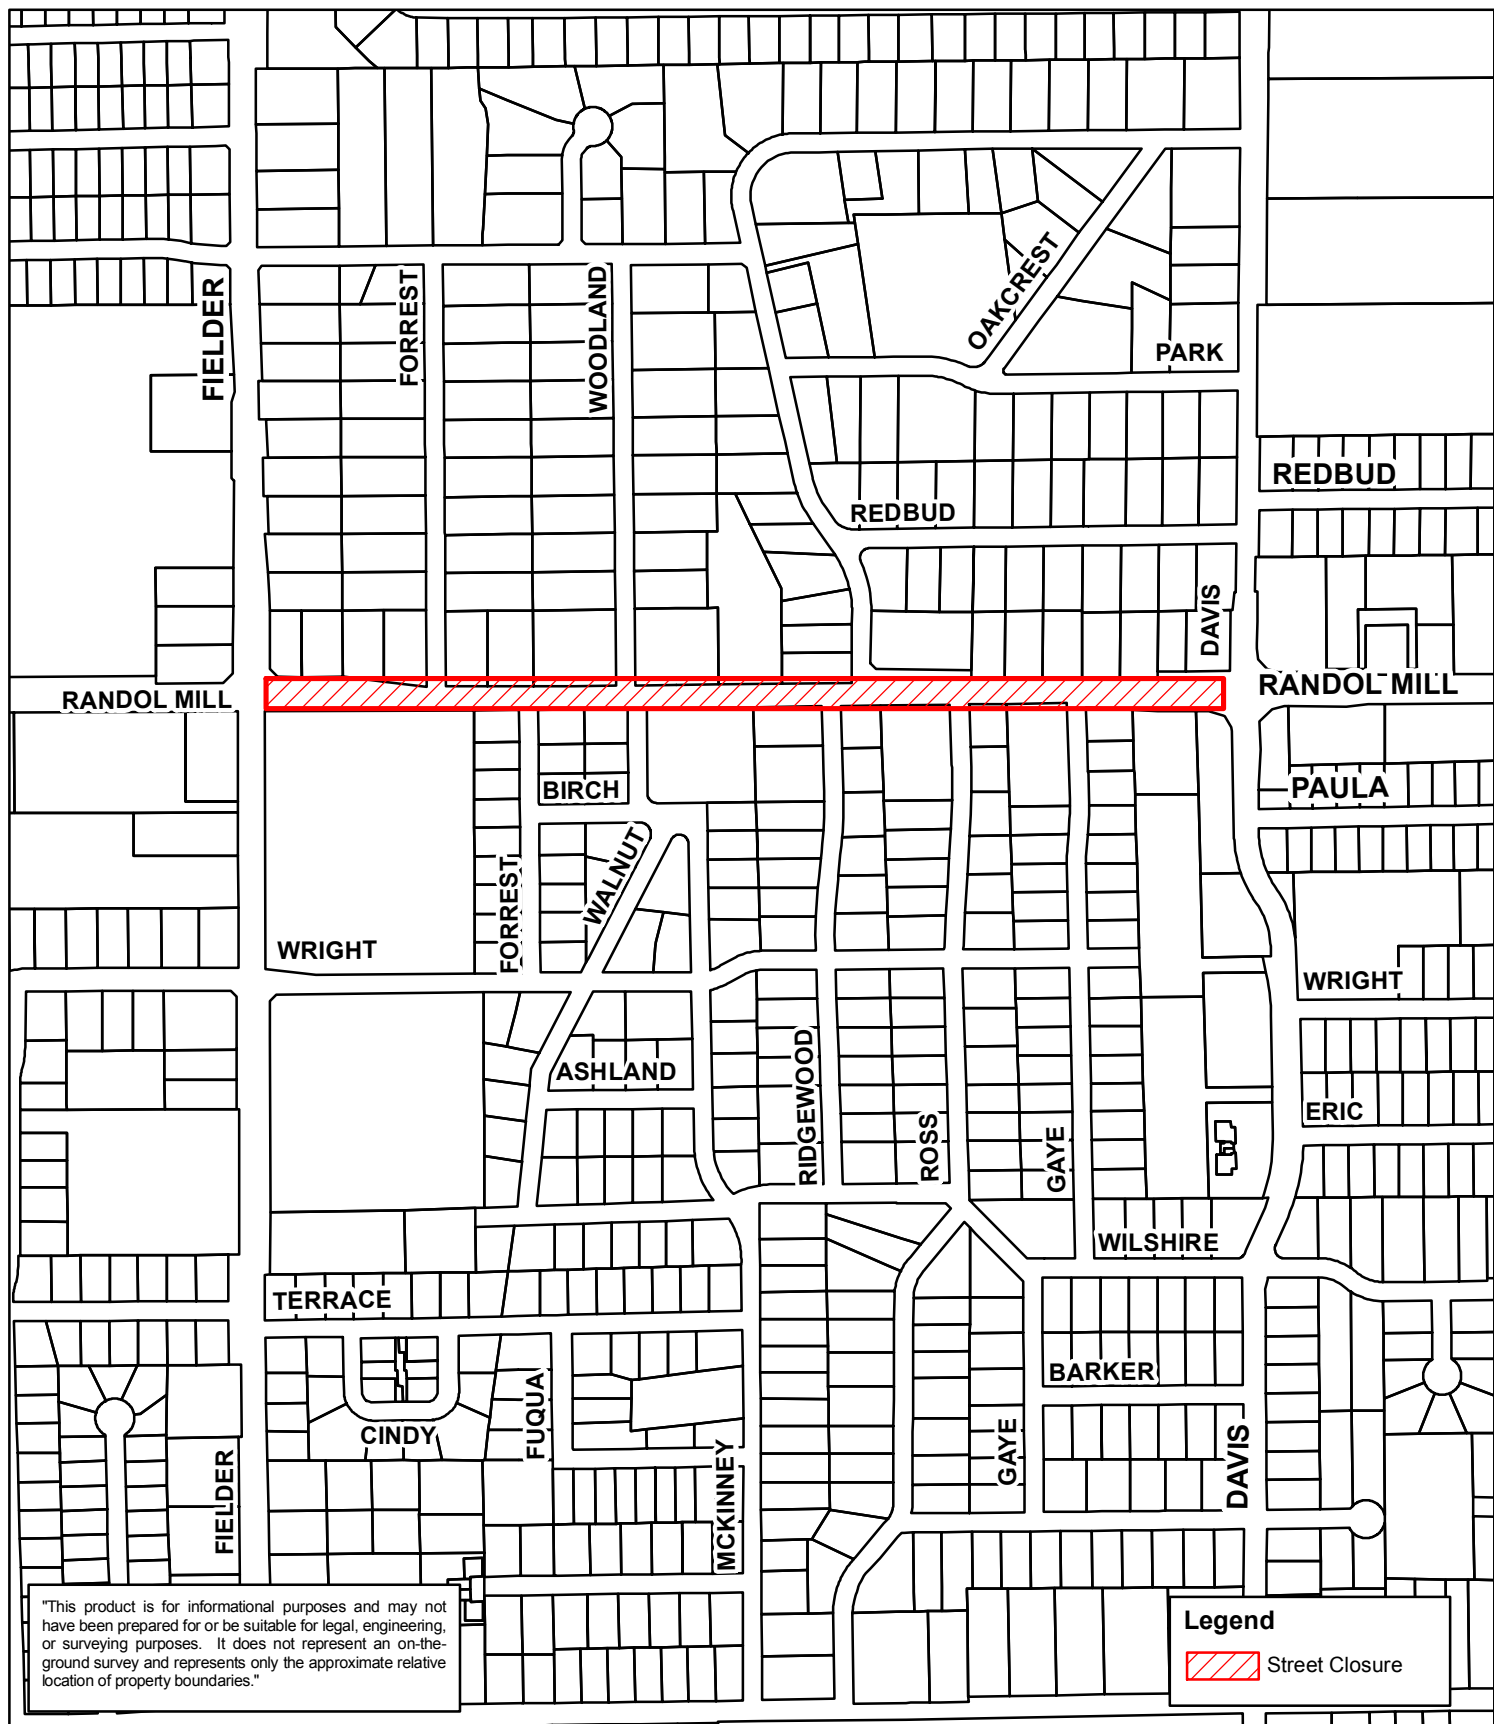 FIELDER
FORREST
WOODLAND
OAKCREST
PARK
REDBUD
REDBUD
DAVIS
RANDOL MILL
RANDOL MILL
BIRCH
PAULA
WALNUT
FORREST
WRIGHT
WRIGHT
ASHLAND
RIDGEWOOD
ROSS
GAYE
ERIC
WILSHIRE
TERRACE
BARKER
FUQUA
CINDY
GAYE
DAVIS
FIELDER
MCKINNEY
"This product is for informational purposes and may not
have been prepared for or be suitable for legal, engineering,
or surveying purposes. It does not represent an on-the-
ground survey and represents only the approximate relative
location of property boundaries."
Legend
Street Closure